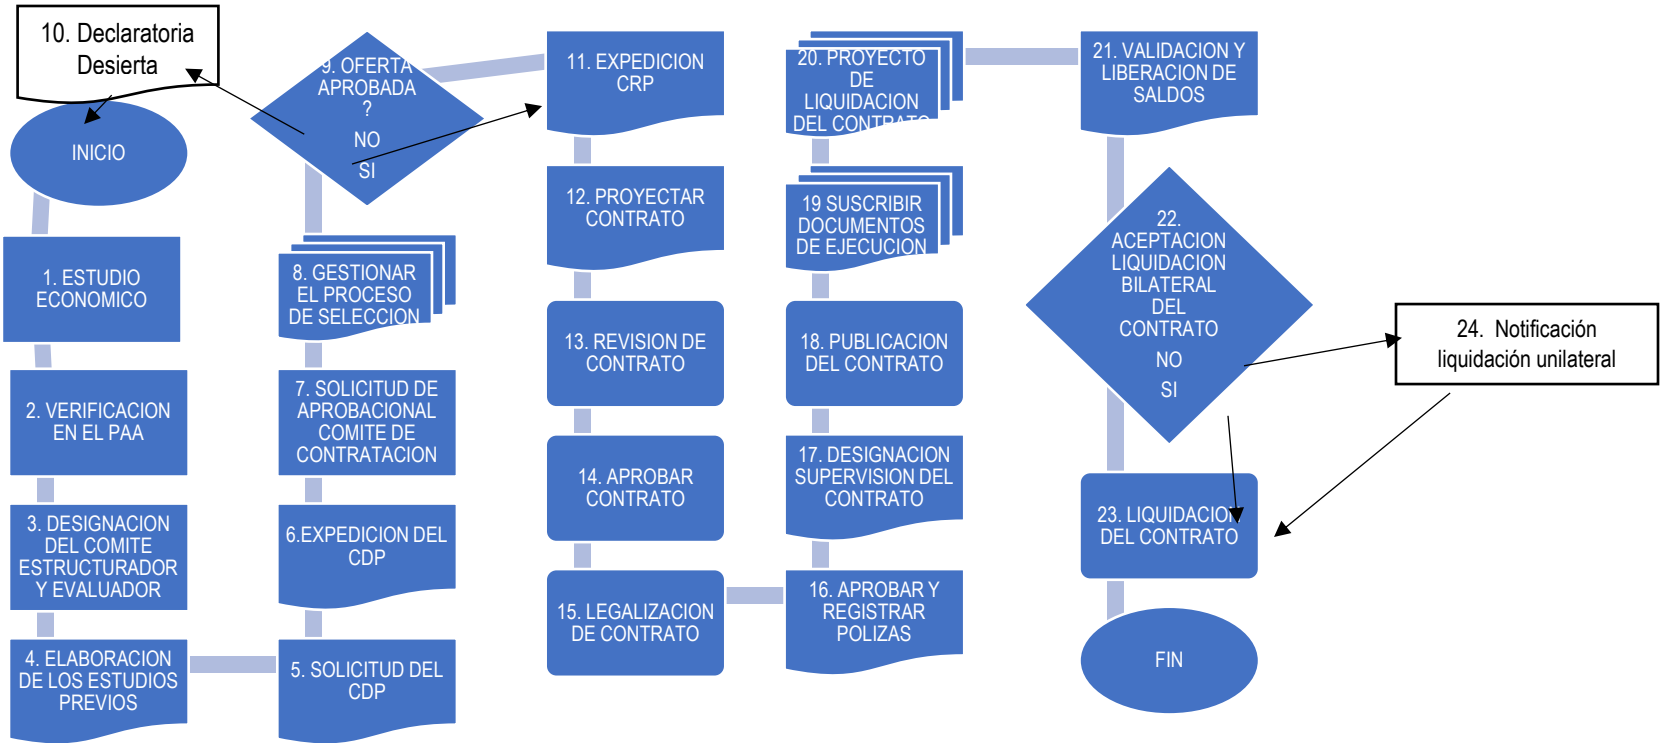 10. Declaratoria
Desierta
INICIO
1. ESTUDIO
ECONOMICO
2. VERIFICACION
EN EL PAA
3. DESIGNACION
DEL COMITE
ESTRUCTURADOR
Y EVALUADOR
4. ELABORACION
DE LOS ESTUDIOS
PREVIOS
5. SOLICITUD DEL
CDP
6.EXPEDICION DEL
CDP
7. SOLICITUD DE
APROBACIONAL
COMITE DE
CONTRATACION
8. GESTIONAR
EL PROCESO
DE SELECCION
9. OFERTA
APROBADA
?
NO
SI
11. EXPEDICION
CRP
12. PROYECTAR
CONTRATO
13. REVISION DE
CONTRATO
14. APROBAR
CONTRATO
15. LEGALIZACION
DE CONTRATO
16. APROBAR Y
REGISTRAR
POLIZAS
17. DESIGNACION
SUPERVISION DEL
CONTRATO
18. PUBLICACION
DEL CONTRATO
19 SUSCRIBIR
DOCUMENTOS
DE EJECUCION
20. PROYECTO
DE
LIQUIDACION
DEL CONTRATO
21. VALIDACION Y
LIBERACION DE
SALDOS
22.
ACEPTACION
LIQUIDACION
BILATERAL
DEL
CONTRATO
NO
SI
24. Notificación
liquidación unilateral
23. LIQUIDACION
DEL CONTRATO
FIN